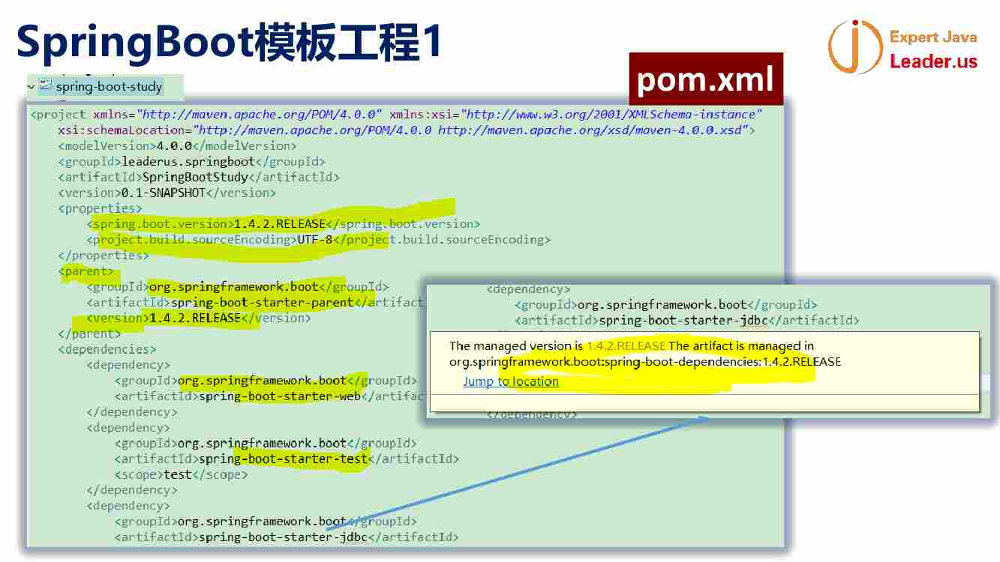 SpringBoot模板工程1
Expert Java
Leader.us
pom.xml
spring-boot-study
<project xmlns="http://maven.apache.org/POM/4.0.0" xmlns:xsi="http://www.w3.org/2001/XMLSchema-instance"
xsi:schemaLocation="http://maven.apache.org/POM/4.0.0 http://maven.apache.org/xsd/maven-4.0.0.xsd">
<modelVersion>4.0.0</modelVersion>
<groupId>leaderus.springboot</groupId>
<artifactId>SpringBootStudy</artifactId>
<version>0.1-SNAPSHOT</version>
<properties>
<spring.boot.version>1.4.2.RELEASE</spring.boot.version>
<project.build.sourceEncoding>UTF-8</project.build.sourceEncoding>
</properties>
<parent>
<groupId>org.springframework.boot</groupId>
<artifactId>spring-boot-starter-parent</artifact
<version>1.4.2.RELEASE</version>
</parent>
<dependencies>
<dependency>
<groupId>org.springframework.boot</groupId>
<artifactId>spring-boot-starter-web</artifac
</dependency>
<dependency>
<groupId>org.springframework.boot</groupId>
<artifactId>spring-boot-starter-test</artifactId>
<scope>test</scope>
</dependency>
<dependency>
<groupId>org.springframework.boot</groupId>
<artifactId>spring-boot-starter-jdbc</artifactId>
<dependency>
<groupId>org.springframework.boot</groupId>
<artifactId>spring-boot-starter-jdbc</artifactId>
The managed version is 1.4.2.RELEASE The artifact is managed in
org.springframework.boot:spring-boot-dependencies:1.4.2.RELEASE
Jump to location
</dependency>